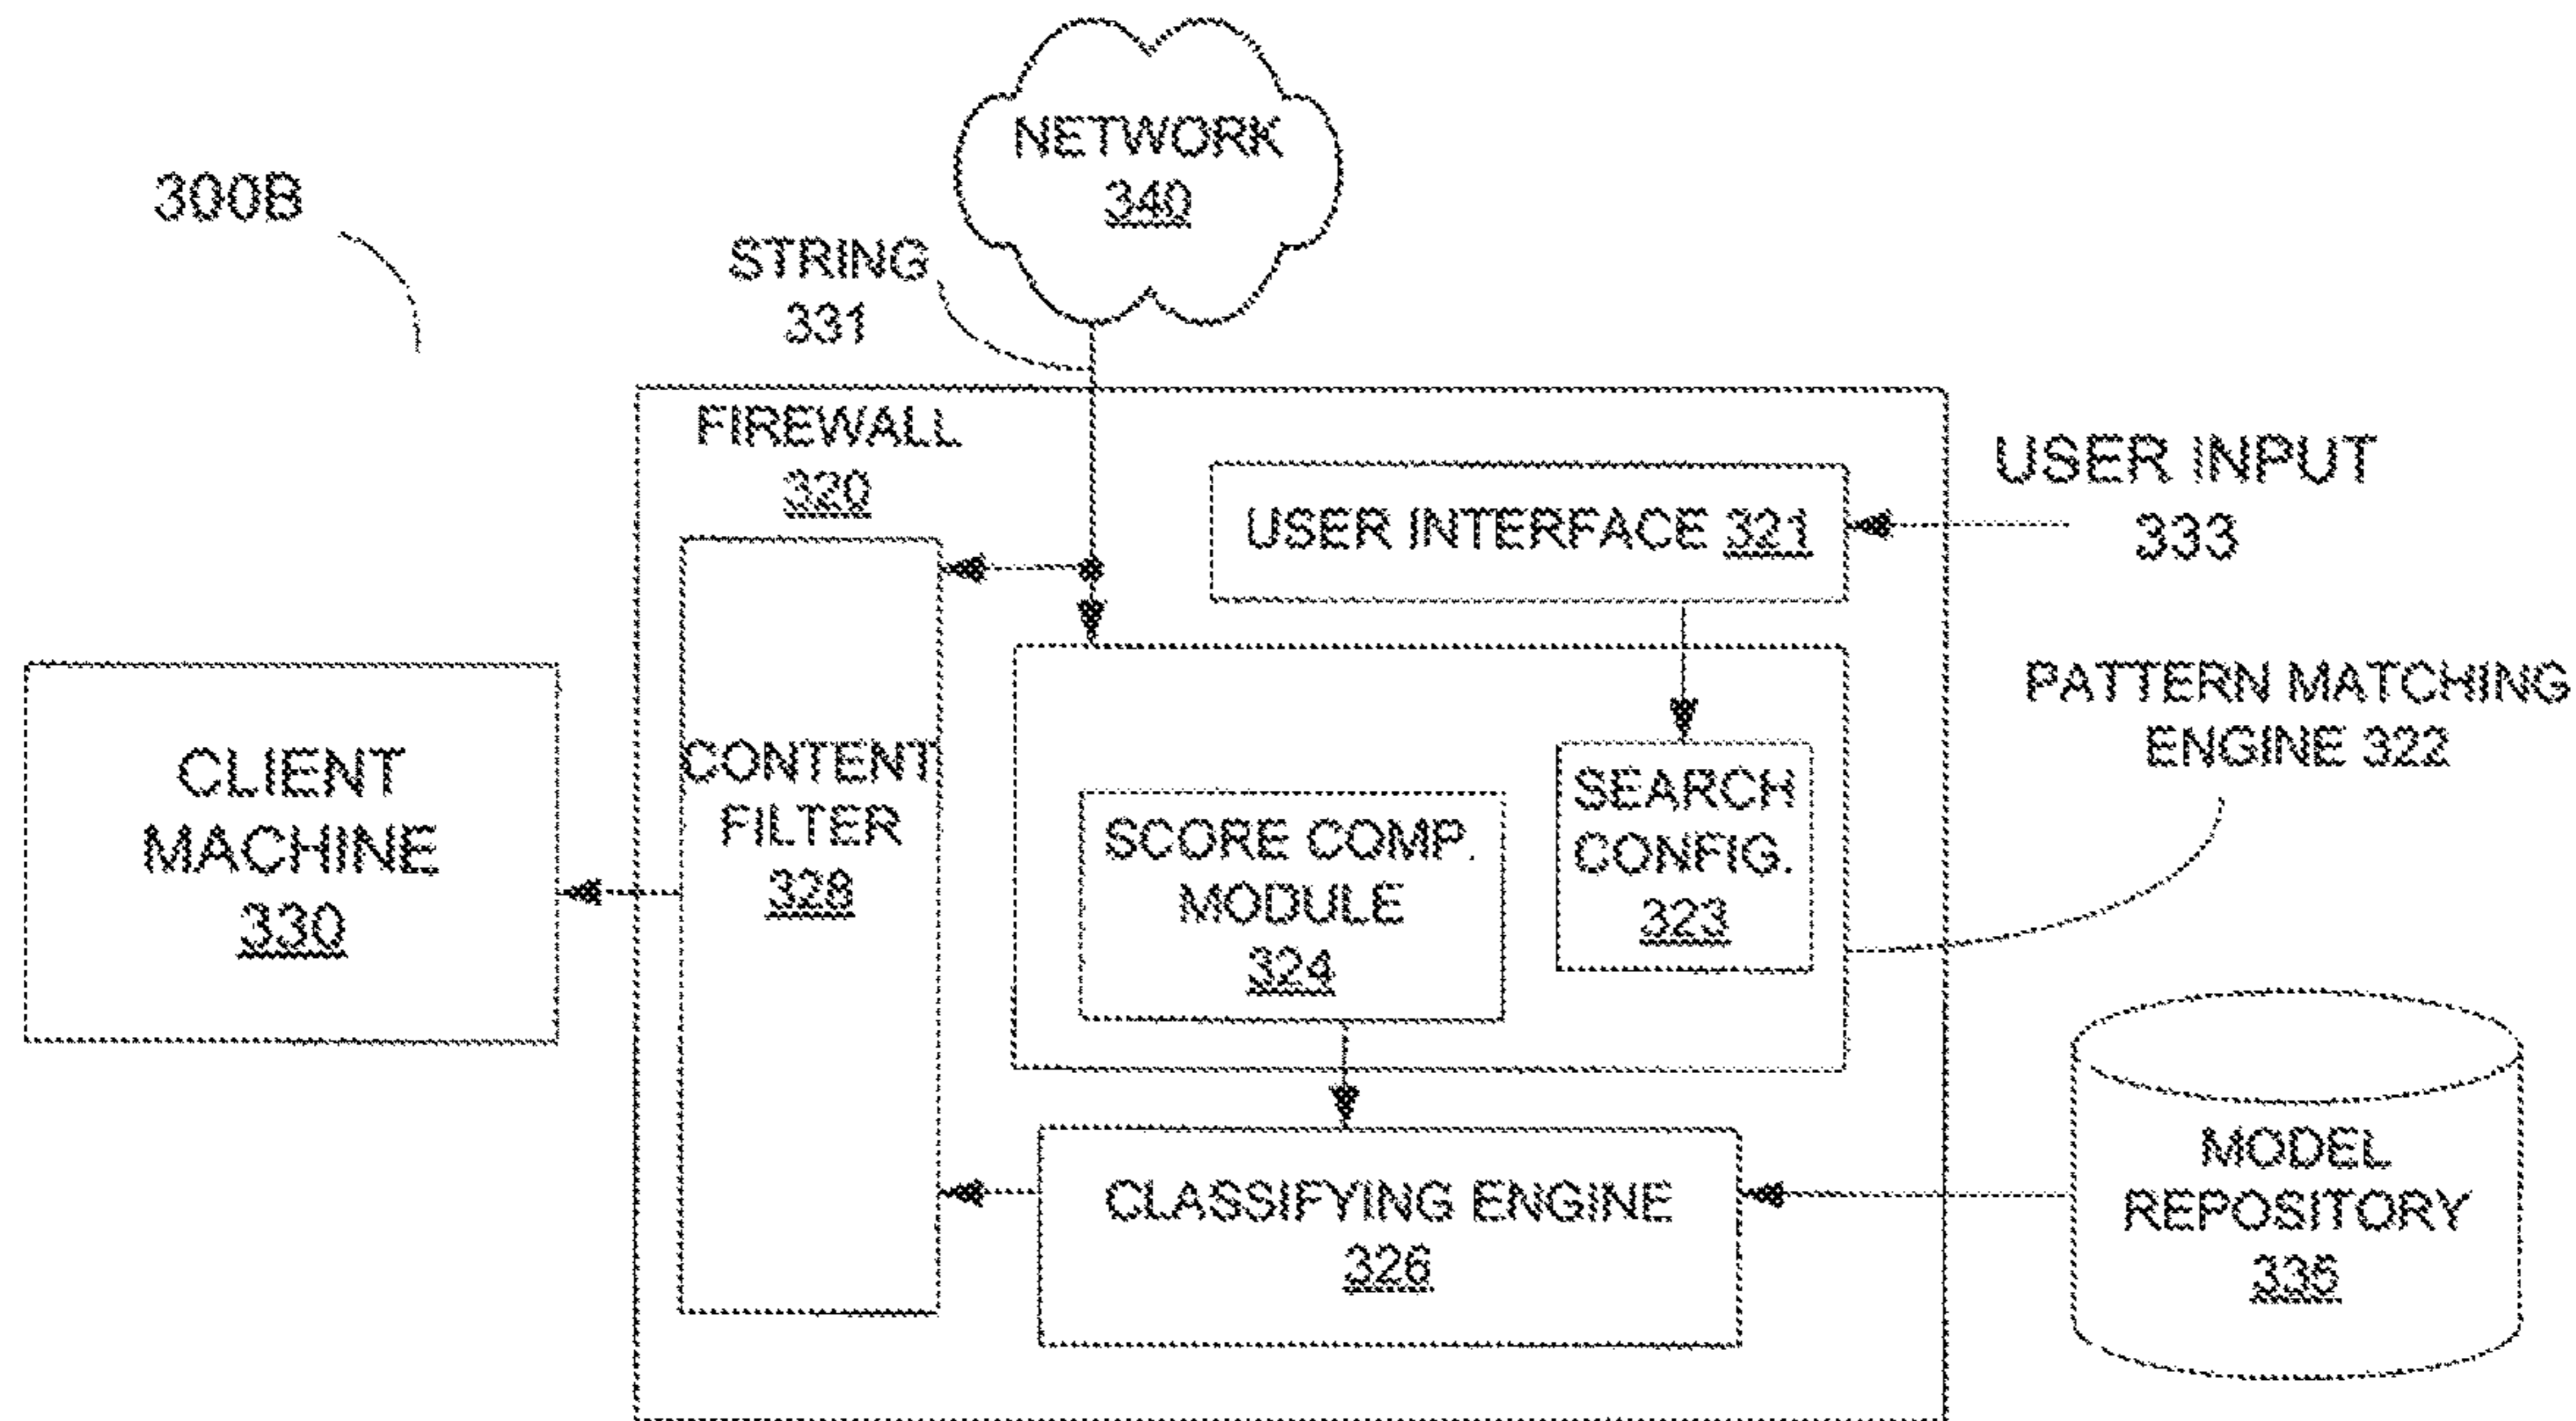 NETWORK
340
300B
STRING
331
FIREWALL
320
USER INPUT
333
USER INTERFACE 321
PATTERN MATCHING
ENGINE 322
CLIENT
MACHINE
330
CONTENT
FILTER
328
SCORE COMP.
MODULE
324
SEARCH
CONFIG.
323
CLASSIFYING ENGINE
326
MODEL
REPOSITORY
335